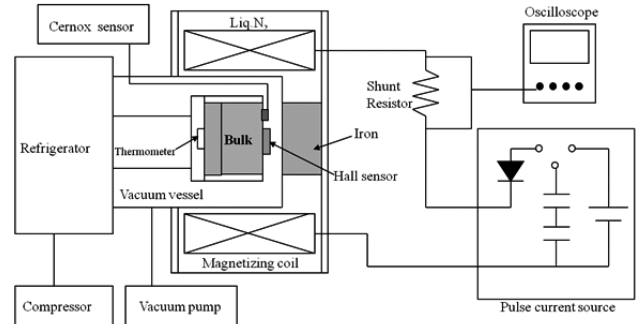 Oscilloscope
Cernox sensor
Liq N,
Shunt
Resistor
Refrigerator
Thermometer
Bulk
Iron
Hall sensor
Vacuum vessel
Magnetizing coil
Compressor
Vacuum pump
Pulse current source